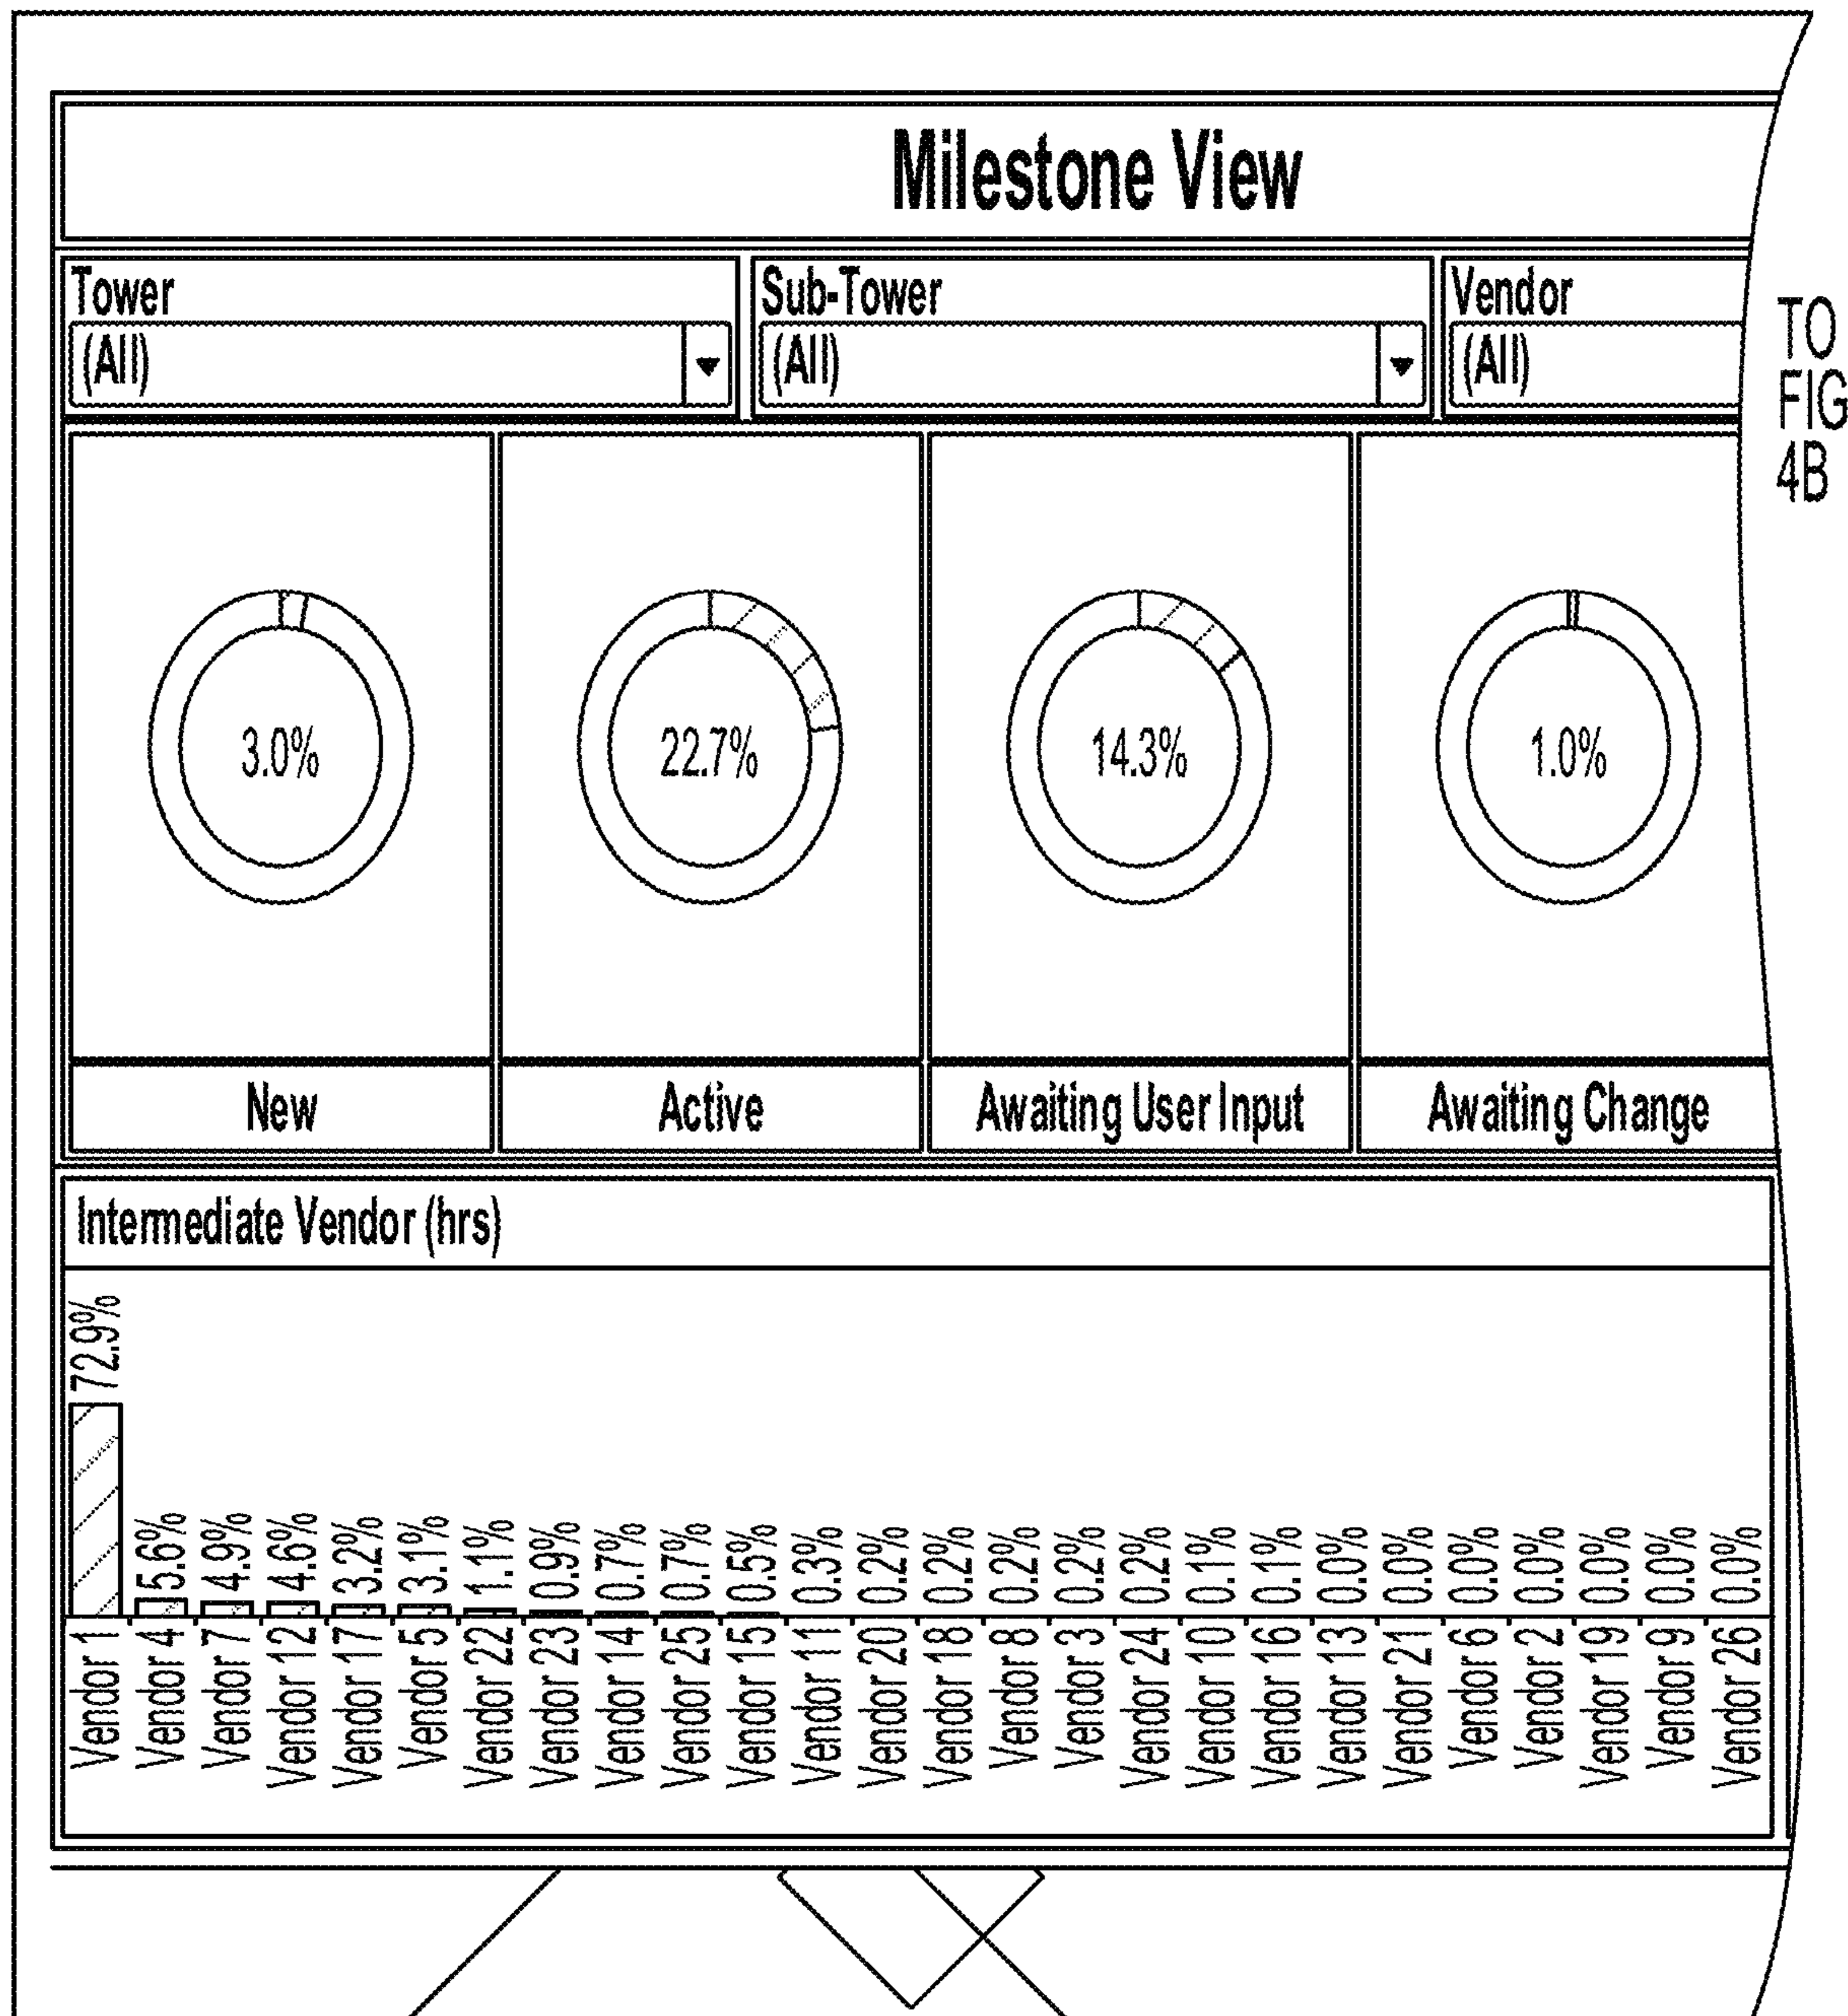 Milestone View
Tower
(All)
Sub-Tower
(All)
Vendor
(All)
TO
FIG
4B
3.0%
22.7%
14.3%
1.0%
New
Active
Awaiting User Input
Awaiting Change
Intermediate Vendor (hrs)
72.9%
5.6%
4.9%
4.6%
3.2%
3.1%
1.1%
0.9%
0.7%
0.7%
0.5%
0.3%
0.2%
0.2%
0.2%
0.2%
0.2%
0.1%
0.1%
0.0%
0.0%
0.0%
0.0%
0.0%
0.0%
0.0%
Vendor 1
Vendor 4
Vendor 7
Vendor 12
Vendor 17
Vendor 5
Vendor 22
Vendor 23
Vendor 14
Vendor 25
Vendor 15
Vendor 11
Vendor 20
Vendor 18
Vendor 8
Vendor 3
Vendor 24
Vendor 10
Vendor 16
Vendor 13
Vendor 21
Vendor 6
Vendor 2
Vendor 19
Vendor 9
Vendor 26